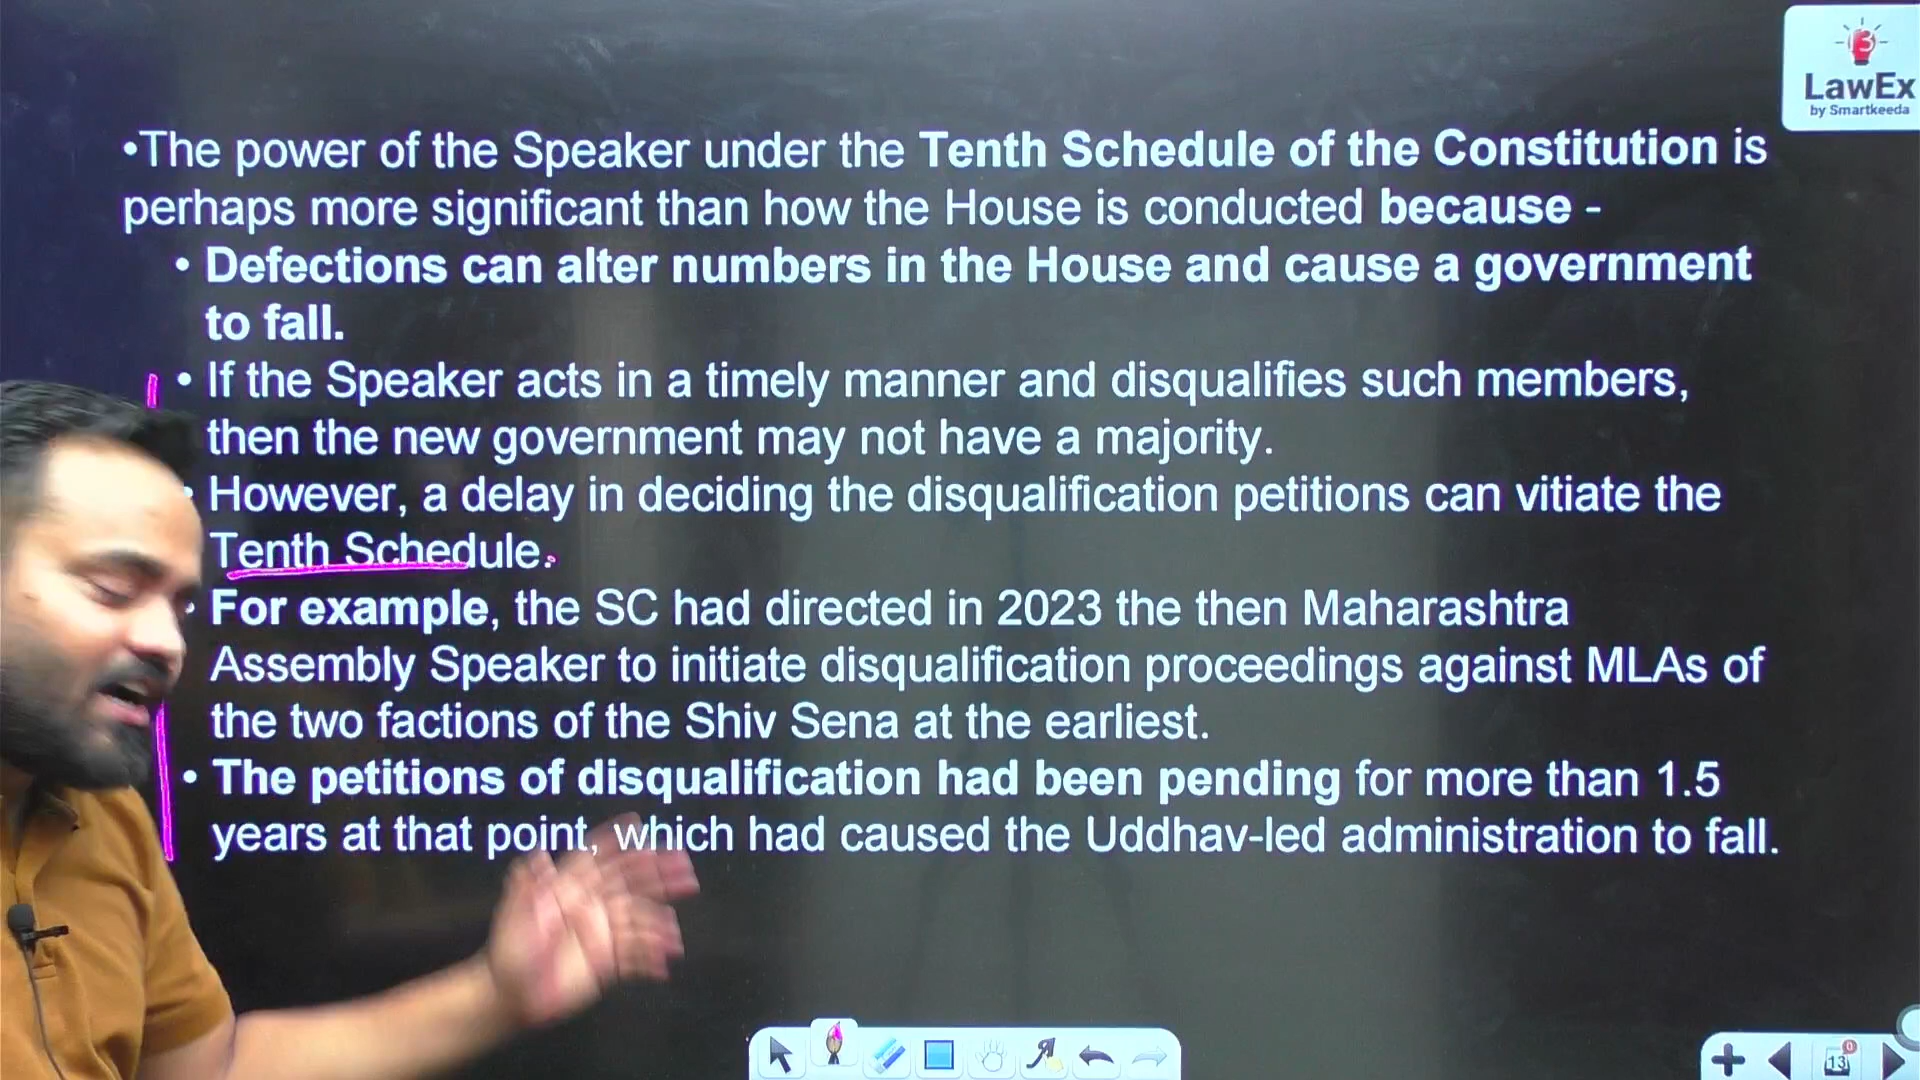 LawEx
by Smartkeeda
•The power of the Speaker under the Tenth Schedule of the Constitution is
perhaps more significant than how the House is conducted because -
• Defections can alter numbers in the House and cause a government
to fall.
• If the Speaker acts in a timely manner and disqualifies such members,
then the new government may not have a majority.
• However, a delay in deciding the disqualification petitions can vitiate the
Tenth Schedule.
• For example, the SC had directed in 2023 the then Maharashtra
Assembly Speaker to initiate disqualification proceedings against MLAs of
the two factions of the Shiv Sena at the earliest.
• The petitions of disqualification had been pending for more than 1.5
years at that point, which had caused the Uddhav-led administration to fall.
13
0